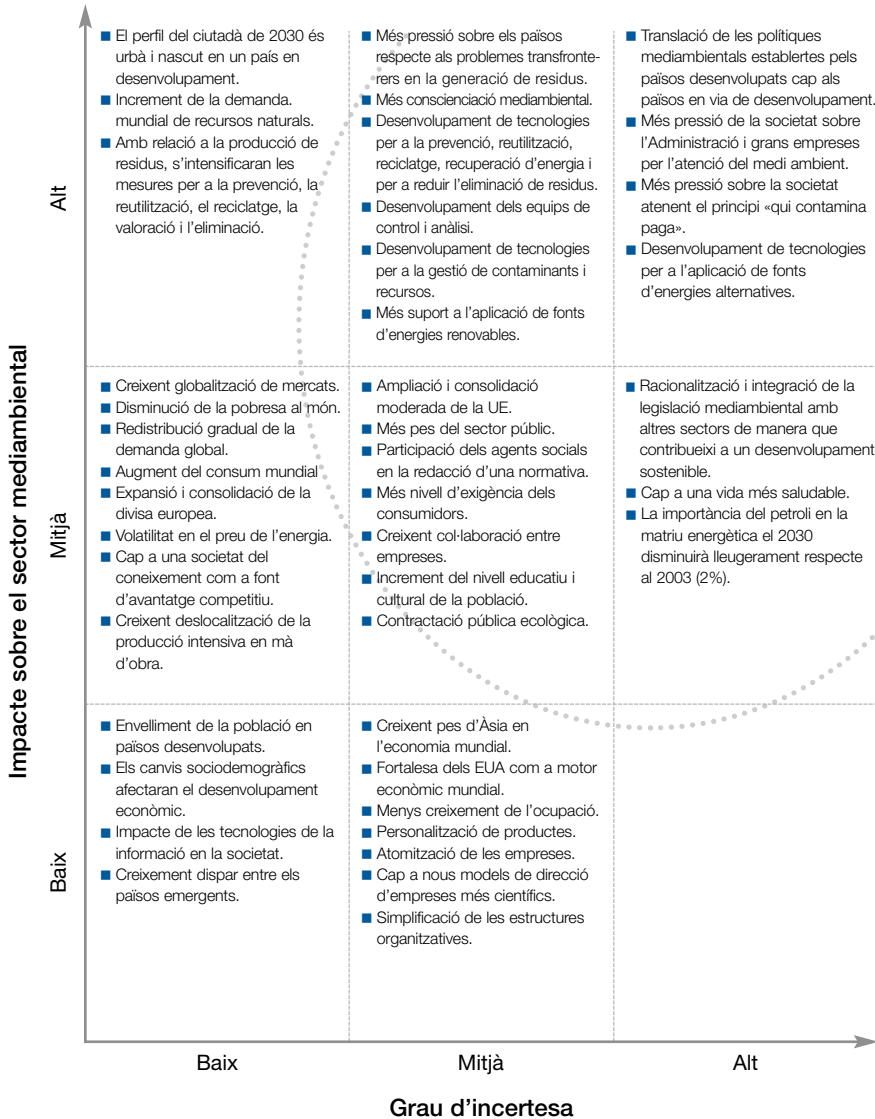 Impacte sobre el sector mediambiental
Alt
■ El perfil del ciutadà de 2030 és
urbà i nascut en un país en
desenvolupament.
■ Increment de la demanda.
mundial de recursos naturals.
■ Amb relació a la producció de
residus, s’intensificaran les
mesures per a la prevenció, la
reutilització, el reciclatge, la
valoració i l’eliminació.
■ Més pressió sobre els països
respecte als problemes transfronte-
rers en la generació de residus.
■ Més conscienciació mediambiental.
■ Desenvolupament de tecnologies
per a la prevenció, reutilització,
reciclatge, recuperació d’energia i
per a reduir l’eliminació de residus.
■ Desenvolupament dels equips de
control i anàlisi.
■ Desenvolupament de tecnologies
per a la gestió de contaminants i
recursos.
■ Més suport a l’aplicació de fonts
d’energies renovables.
■ Translació de les polítiques
mediambientals establertes pels
països desenvolupats cap als
països en via de desenvolupament.
■ Més pressió de la societat sobre
l’Administració i grans empreses
per l’atenció del medi ambient.
■ Més pressió sobre la societat
atenent el principi «qui contamina
paga».
■ Desenvolupament de tecnologies
per a l’aplicació de fonts
d’energies alternatives.
Mitjà
■ Creixent globalització de mercats.
■ Disminució de la pobresa al món.
■ Redistribució gradual de la
demanda global.
■ Augment del consum mundial
■ Expansió i consolidació de la
divisa europea.
■ Volatilitat en el preu de l’energia.
■ Cap a una societat del
coneixement com a font
d’avantatge competitiu.
■ Creixent deslocalització de la
producció intensiva en mà
d’obra.
■ Ampliació i consolidació
moderada de la UE.
■ Més pes del sector públic.
■ Participació dels agents socials
en la redacció d’una normativa.
■ Més nivell d’exigència dels
consumidors.
■ Creixent col·laboració entre
empreses.
■ Increment del nivell educatiu i
cultural de la població.
■ Contractació pública ecològica.
■ Racionalització i integració de la
legislació mediambiental amb
altres sectors de manera que
contribueixi a un desenvolupament
sostenible.
■ Cap a una vida més saludable.
■ La importància del petroli en la
matriu energètica el 2030
disminuirà lleugerament respecte
al 2003 (2%).
Baix
■ Envelliment de la població en
països desenvolupats.
■ Els canvis sociodemogràfics
afectaran el desenvolupament
econòmic.
■ Impacte de les tecnologies de la
informació en la societat.
■ Creixement dispar entre els
països emergents.
■ Creixent pes d’Àsia en
l’economia mundial.
■ Fortalesa dels EUA com a motor
econòmic mundial.
■ Menys creixement de l’ocupació.
■ Personalització de productes.
■ Atomització de les empreses.
■ Cap a nous models de direcció
d’empreses més científics.
■ Simplificació de les estructures
organitzatives.
Baix
Mitjà
Alt
Grau d’incertesa